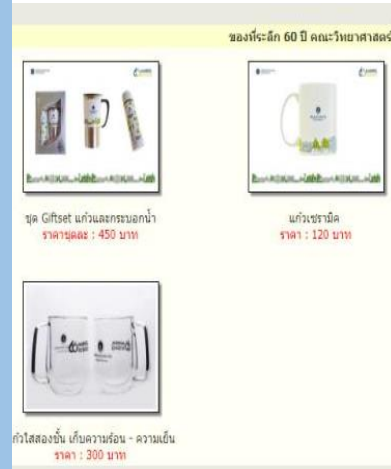 ของที่ระลึก 60 ปี คณะวิทยาศาสตร์
ชุด Giftset แก้วและกระบอกน้ำ
ราคาชุดละ : 450 บาท
แก้วเซรามิค
ราคา : 120 บาท
แก้วใสสองชั้น เก็บความร้อน - ความเย็น
ราคา : 300 บาท